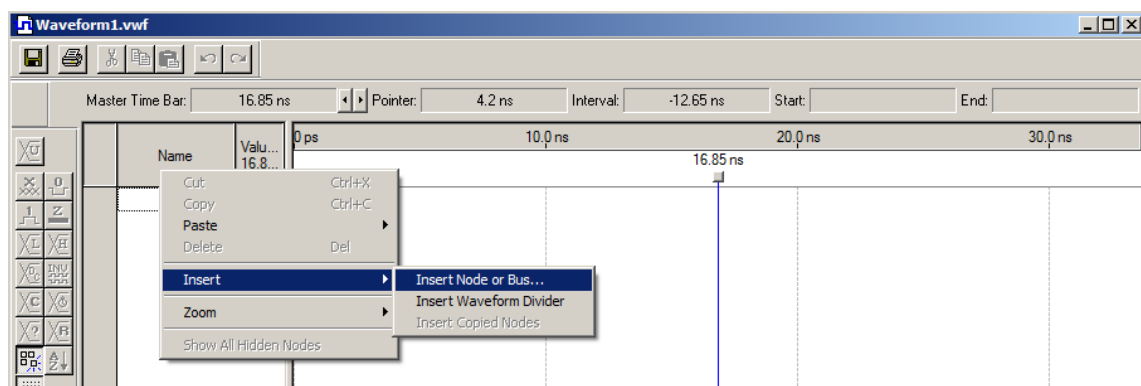 Waveform1.vwf
Master Time Bar: 16.85 ns Pointer: 4.2 ns Interval: -12.65 ns Start: End:
Name
Valu...
16.8...
0 ps 10.0 ns 20.0 ns 30.0 ns
16.85 ns
Cut Ctrl+X
Copy Ctrl+C
Paste
Delete Del
Insert
Zoom
Show All Hidden Nodes
Insert Node or Bus...
Insert Waveform Divider
Insert Copied Nodes